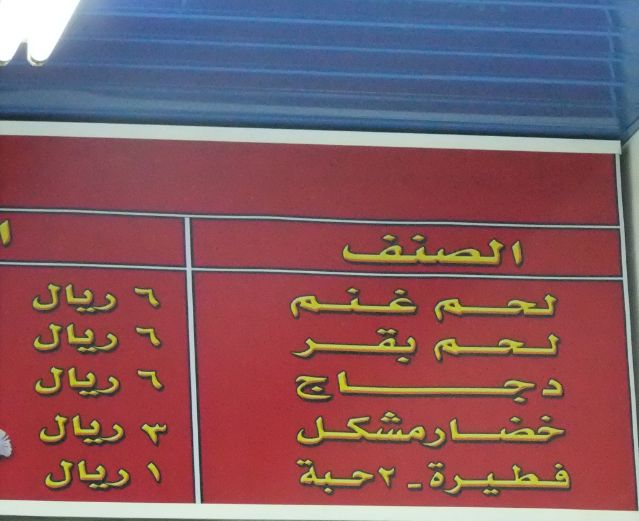 الصنف
لحم غنم ٦ ريال
لحم بقر ٦ ريال
دجاج ٦ ريال
خضار مشكل ٣ ريال
فطيرة - ٢ حبة ١ ريال